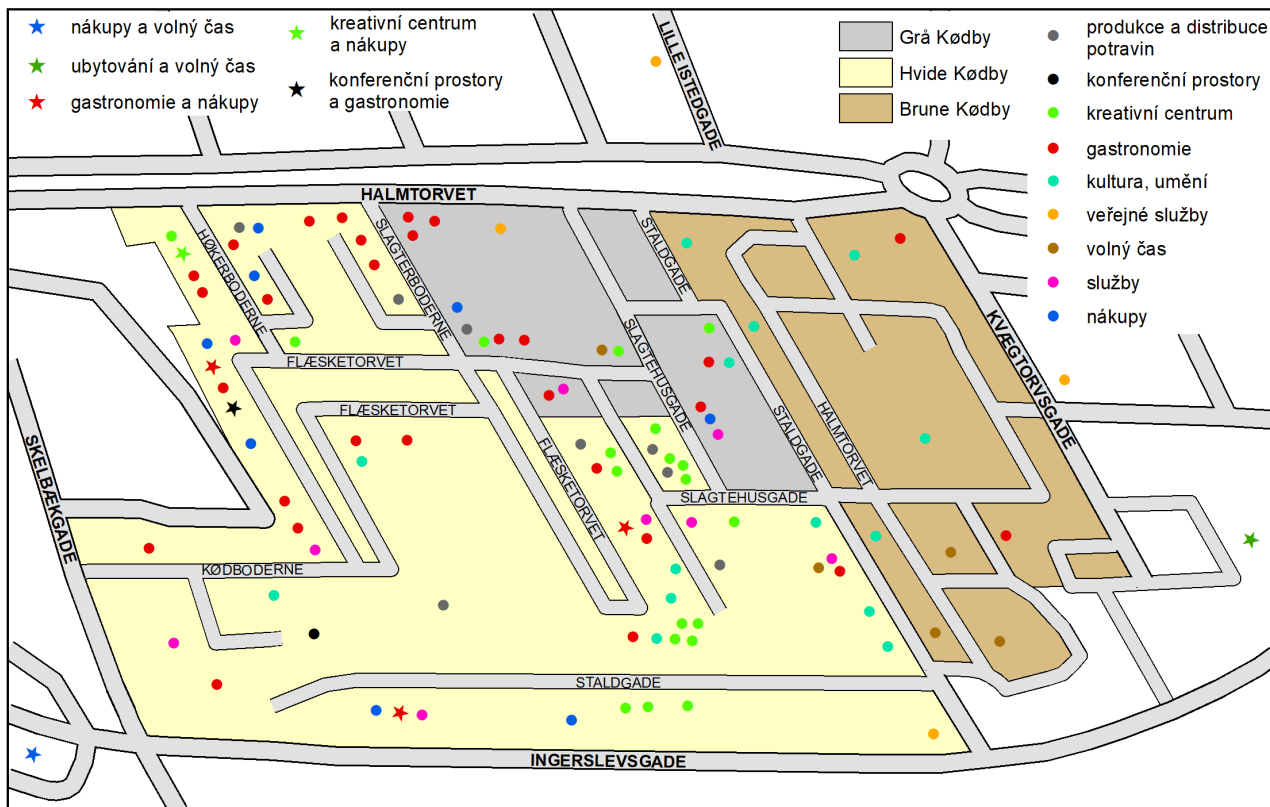 nákupy a volný čas
ubytování a volný čas
gastronomie a nákupy
kreativní centrum
a nákupy
konferenční prostory
a gastronomie
Grå Kødby
Hvide Kødby
Brune Kødby
produkce a distribuce
potravin
konferenční prostory
kreativní centrum
gastronomie
kultura, umění
veřejné služby
volný čas
služby
nákupy
LILLE ISTEDGADE
HALMTORVET
HØKERBODERNE
SLAGTERBODERNE
STALDGADE
SLAGTEHUSGADE
KVÆGTORVSGADE
FLÆSKETORVET
FLÆSKETORVET
FLÆSKETORVET
STALDGADE
HALMTORVET
SKELBÆKGADE
SLAGTEHUSGADE
KØDBODERNE
STALDGADE
INGERSLEVSGADE